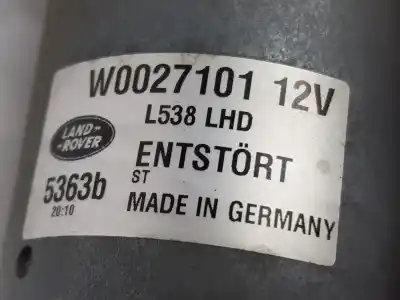 W0027101 12V
L538 LHD
LAND-
ROVER
ENTSTÖRT
ST
5363b
20:10
MADE IN GERMANY